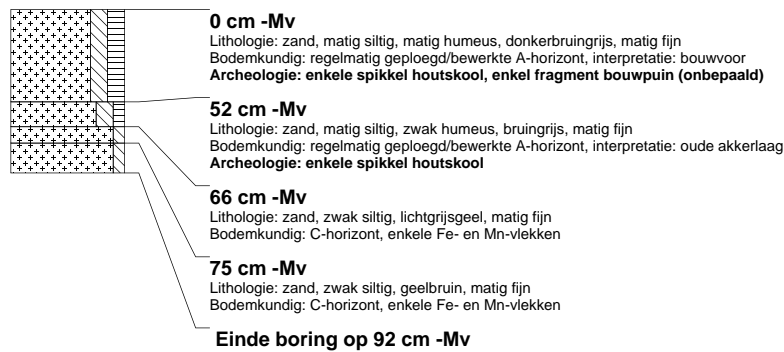 0 cm -Mv
Lithologie: zand, matig siltig, matig humeus, donkerbruingrijs, matig fijn
Bodemkundig: regelmatig geploegd/bewerkte A-horizont, interpretatie: bouwvoor
Archeologie: enkele spikkel houtskool, enkel fragment bouwpuin (onbepaald)
52 cm -Mv
Lithologie: zand, matig siltig, zwak humeus, bruingrijs, matig fijn
Bodemkundig: regelmatig geploegd/bewerkte A-horizont, interpretatie: oude akkerlaag
Archeologie: enkele spikkel houtskool
66 cm -Mv
Lithologie: zand, zwak siltig, lichtgrijsgeel, matig fijn
Bodemkundig: C-horizont, enkele Fe- en Mn-vlekken
75 cm -Mv
Lithologie: zand, zwak siltig, geelbruin, matig fijn
Bodemkundig: C-horizont, enkele Fe- en Mn-vlekken
Einde boring op 92 cm -Mv